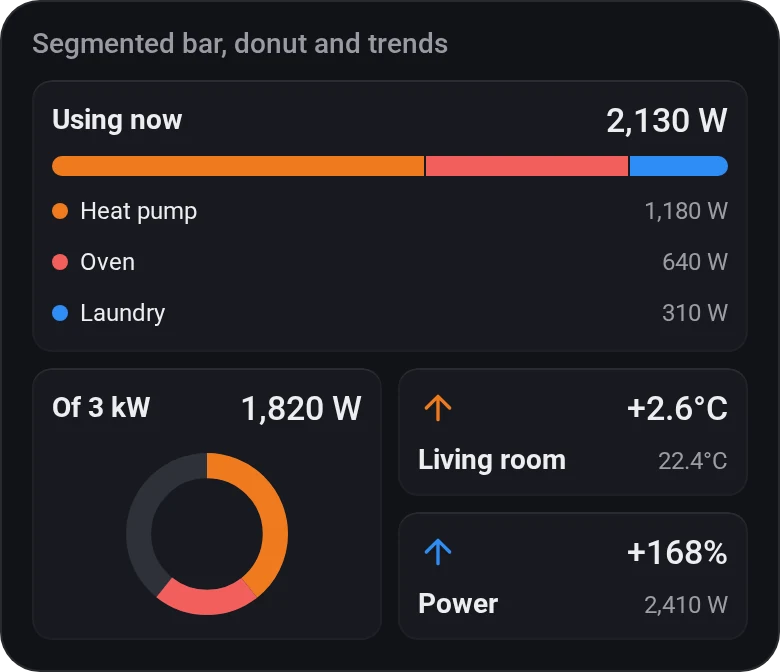 Segmented bar, donut and trends
Using now 2,130 W
Heat pump 1,180 W
Oven 640 W
Laundry 310 W
Of 3 kW 1,820 W
+2.6°C
Living room 22.4°C
+168%
Power 2,410 W